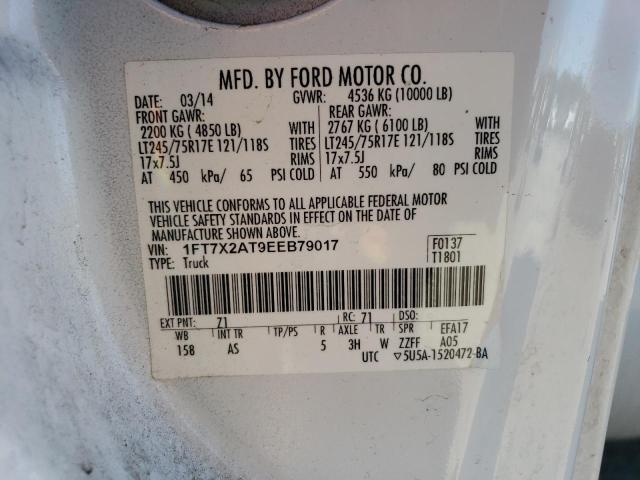 MFD. BY FORD MOTOR CO.
DATE: 03/14 GVWR: 4536 KG (10000 LB)
FRONT GAWR: REAR GAWR:
2200 KG ( 4850 LB) WITH 2767 KG ( 6100 LB) WITH
LT245/75R17E 121/118S TIRES LT245/75R17E 121/118S TIRES
17x7.5J RIMS 17x7.5J RIMS
AT 450 kPa/ 65 PSI COLD AT 550 kPa/ 80 PSI COLD
THIS VEHICLE CONFORMS TO ALL APPLICABLE FEDERAL MOTOR
VEHICLE SAFETY STANDARDS IN EFFECT ON THE DATE OF
MANUFACTURE SHOWN ABOVE.
VIN: 1FT7X2AT9EEB79017 F0137
TYPE: Truck T1801
EXT PNT: Z1 RC: 71 DSO:
WB INT TR TP/PS R AXLE TR SPR EFA17
158 AS 5 3H W ZZFF A05
UTC ▽5U5A-1520472-BA